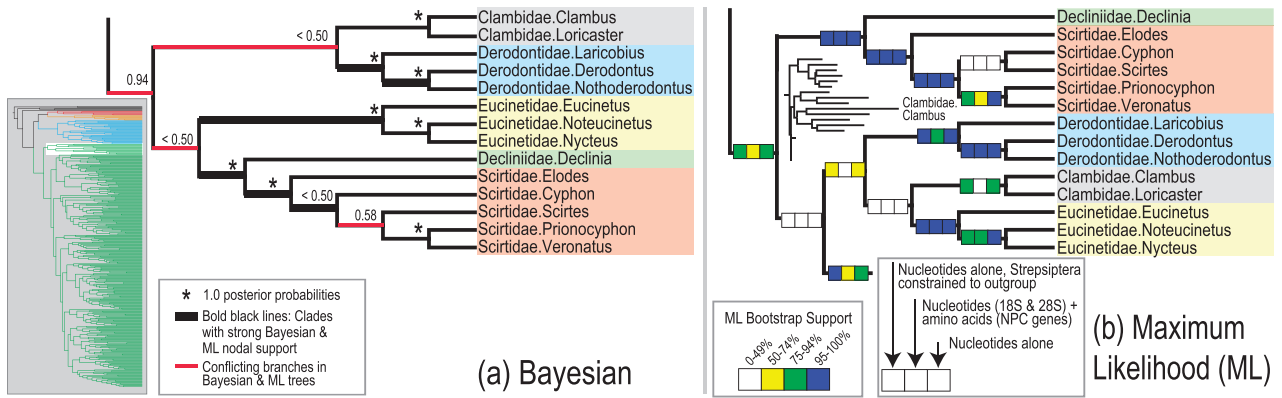 Clambidae.Clambus
Clambidae.Loricaster
Derodontidae.Laricobius
Derodontidae.Derodontus
Derodontidae.Nothoderodontus
Eucinetidae.Eucinetus
Eucinetidae.Noteucinetus
Eucinetidae.Nycteus
Decliniidae.Declinia
Scirtidae.Elodes
Scirtidae.Cyphon
Scirtidae.Scirtes
Scirtidae.Prionocyphon
Scirtidae.Veronatus
< 0.50
0.94
< 0.50
< 0.50
0.58
*
*
*
*
*
*
*
*
*
* 1.0 posterior probabilities
Bold black lines: Clades
with strong Bayesian &
ML nodal support
Conflicting branches in
Bayesian & ML trees
(a) Bayesian
Decliniidae.Declinia
Scirtidae.Elodes
Scirtidae.Cyphon
Scirtidae.Scirtes
Scirtidae.Prionocyphon
Scirtidae.Veronatus
Clambidae.
Clambus
Derodontidae.Laricobius
Derodontidae.Derodontus
Derodontidae.Nothoderodontus
Clambidae.Clambus
Clambidae.Loricaster
Eucinetidae.Eucinetus
Eucinetidae.Noteucinetus
Eucinetidae.Nycteus
ML Bootstrap Support
0-49%
50-74%
75-94%
95-100%
Nucleotides alone, Strepsiptera
constrained to outgroup
Nucleotides (18S & 28S) +
amino acids (NPC genes)
Nucleotides alone
(b) Maximum
Likelihood (ML)